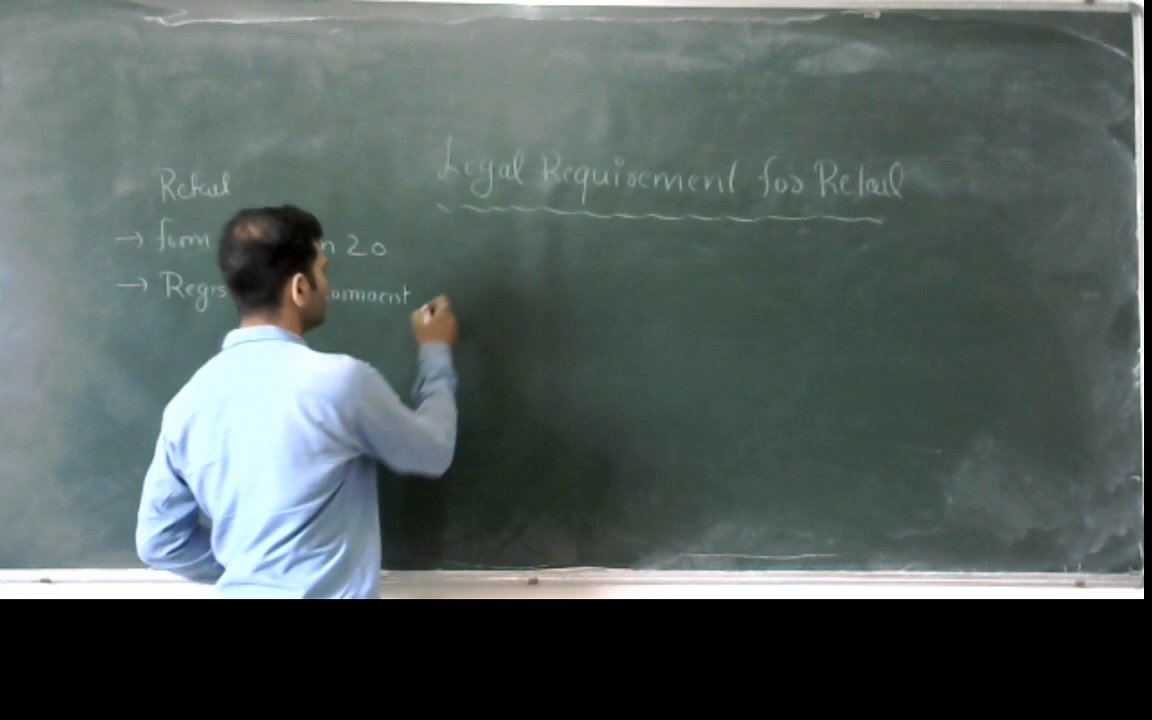 Legal Requirement for Retail
Retail
→ form n 20
→ Regis armacist